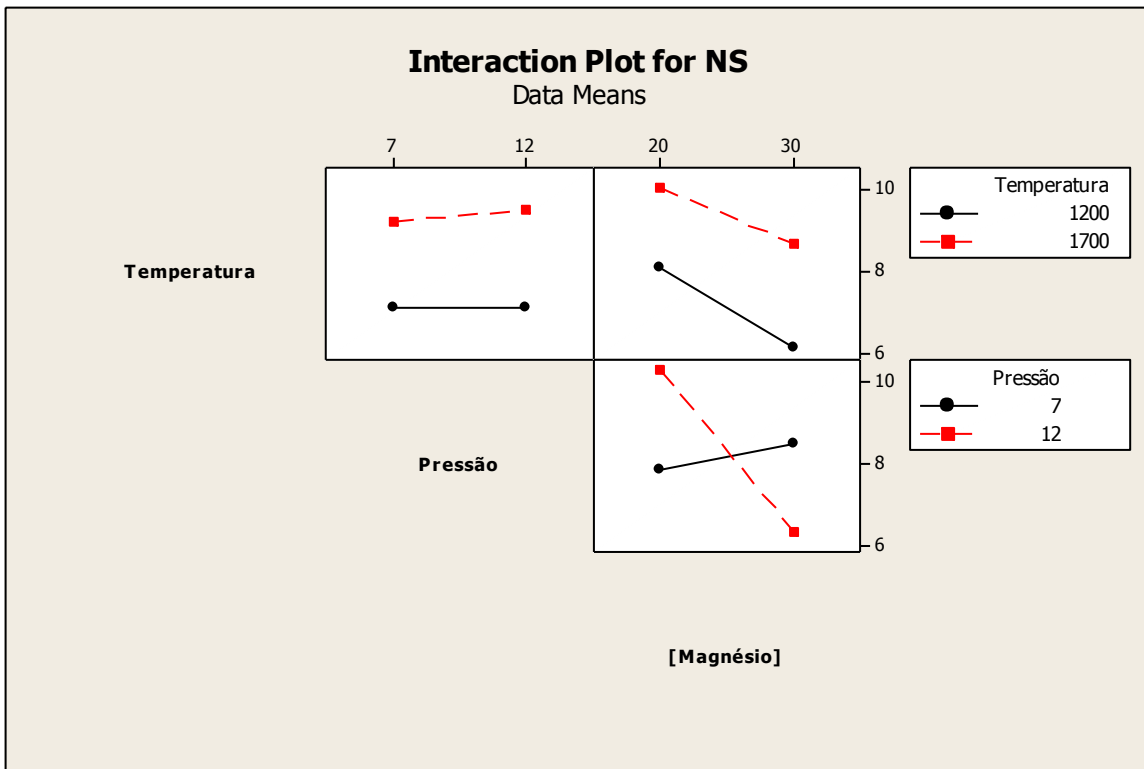 Interaction Plot for NS
Data Means
7 12 20 30
10
8
6
Temperatura
Temperatura
1200
1700
10
8
6
Pressão
Pressão
7
12
[Magnésio]